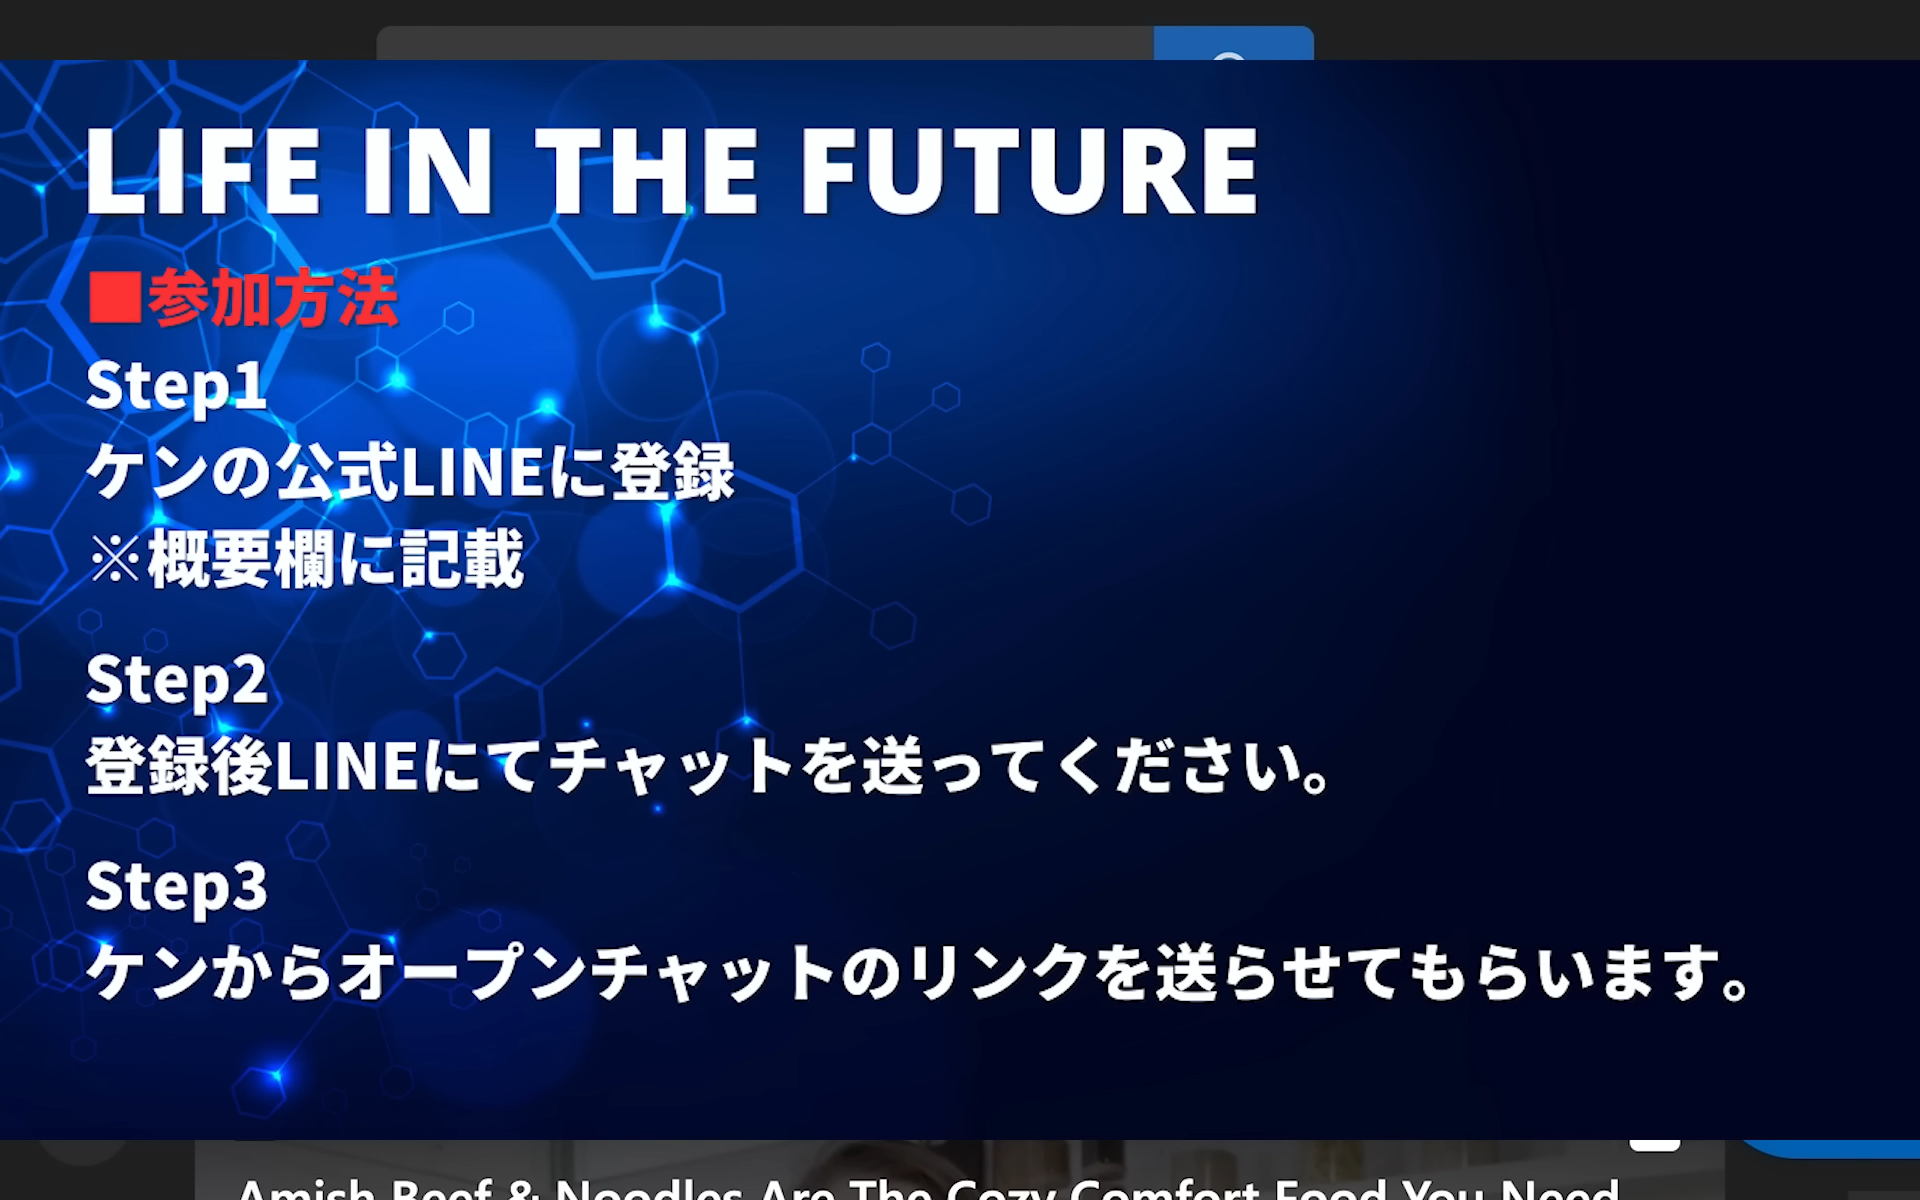 LIFE IN THE FUTURE
■参加方法
Step1
ケンの公式LINEに登録
※概要欄に記載
Step2
登録後LINEにてチャットを送ってください。
Step3
ケンからオープンチャットのリンクを送らせてもらいます。
Amish Beef & Noodles Are The Cozy Comfort Food You Need